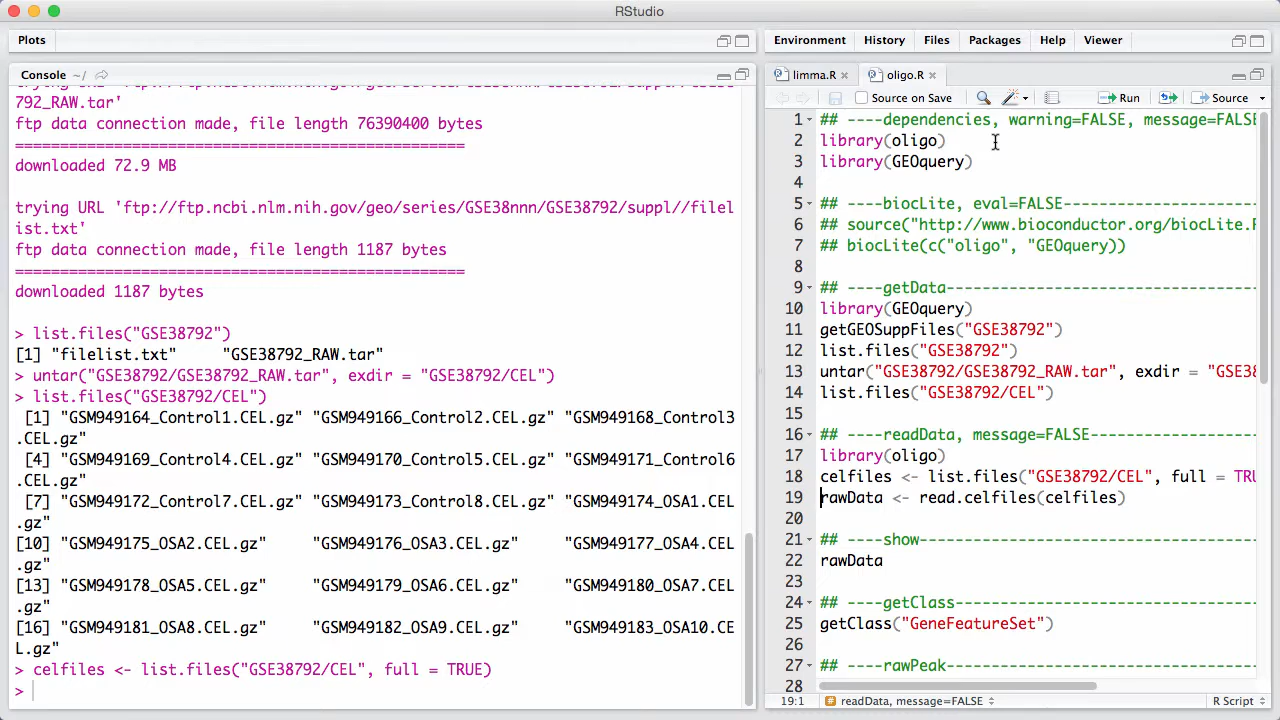 RStudio
Plots
Console ~/
792_RAW.tar'
ftp data connection made, file length 76390400 bytes
==================================================
downloaded 72.9 MB
trying URL 'ftp://ftp.ncbi.nlm.nih.gov/geo/series/GSE38nnn/GSE38792/suppl//filel
ist.txt'
ftp data connection made, file length 1187 bytes
==================================================
downloaded 1187 bytes
> list.files("GSE38792")
[1] "filelist.txt"     "GSE38792_RAW.tar"
> untar("GSE38792/GSE38792_RAW.tar", exdir = "GSE38792/CEL")
> list.files("GSE38792/CEL")
[1] "GSM949164_Control1.CEL.gz" "GSM949166_Control2.CEL.gz" "GSM949168_Control3
.CEL.gz"
[4] "GSM949169_Control4.CEL.gz" "GSM949170_Control5.CEL.gz" "GSM949171_Control6
.CEL.gz"
[7] "GSM949172_Control7.CEL.gz" "GSM949173_Control8.CEL.gz" "GSM949174_OSA1.CEL
.gz"
[10] "GSM949175_OSA2.CEL.gz"     "GSM949176_OSA3.CEL.gz"     "GSM949177_OSA4.CEL
.gz"
[13] "GSM949178_OSA5.CEL.gz"     "GSM949179_OSA6.CEL.gz"     "GSM949180_OSA7.CEL
.gz"
[16] "GSM949181_OSA8.CEL.gz"     "GSM949182_OSA9.CEL.gz"     "GSM949183_OSA10.CE
L.gz"
> celfiles <- list.files("GSE38792/CEL", full = TRUE)
>
Environment History Files Packages Help Viewer
limma.R oligo.R
Source on Save Run Source
1 ## ----dependencies, warning=FALSE, message=FALSE
2 library(oligo)
3 library(GEOquery)
4
5 ## ----biocLite, eval=FALSE----------------------
6 ## source("http://www.bioconductor.org/biocLite.R
7 ## biocLite(c("oligo", "GEOquery))
8
9 ## ----getData-----------------------------------
10 library(GEOquery)
11 getGEOSuppFiles("GSE38792")
12 list.files("GSE38792")
13 untar("GSE38792/GSE38792_RAW.tar", exdir = "GSE38
14 list.files("GSE38792/CEL")
15
16 ## ----readData, message=FALSE-------------------
17 library(oligo)
18 celfiles <- list.files("GSE38792/CEL", full = TRU
19 rawData <- read.celfiles(celfiles)
20
21 ## ----show--------------------------------------
22 rawData
23
24 ## ----getClass----------------------------------
25 getClass("GeneFeatureSet")
26
27 ## ----rawPeak-----------------------------------
28
19:1 # readData, message=FALSE R Script